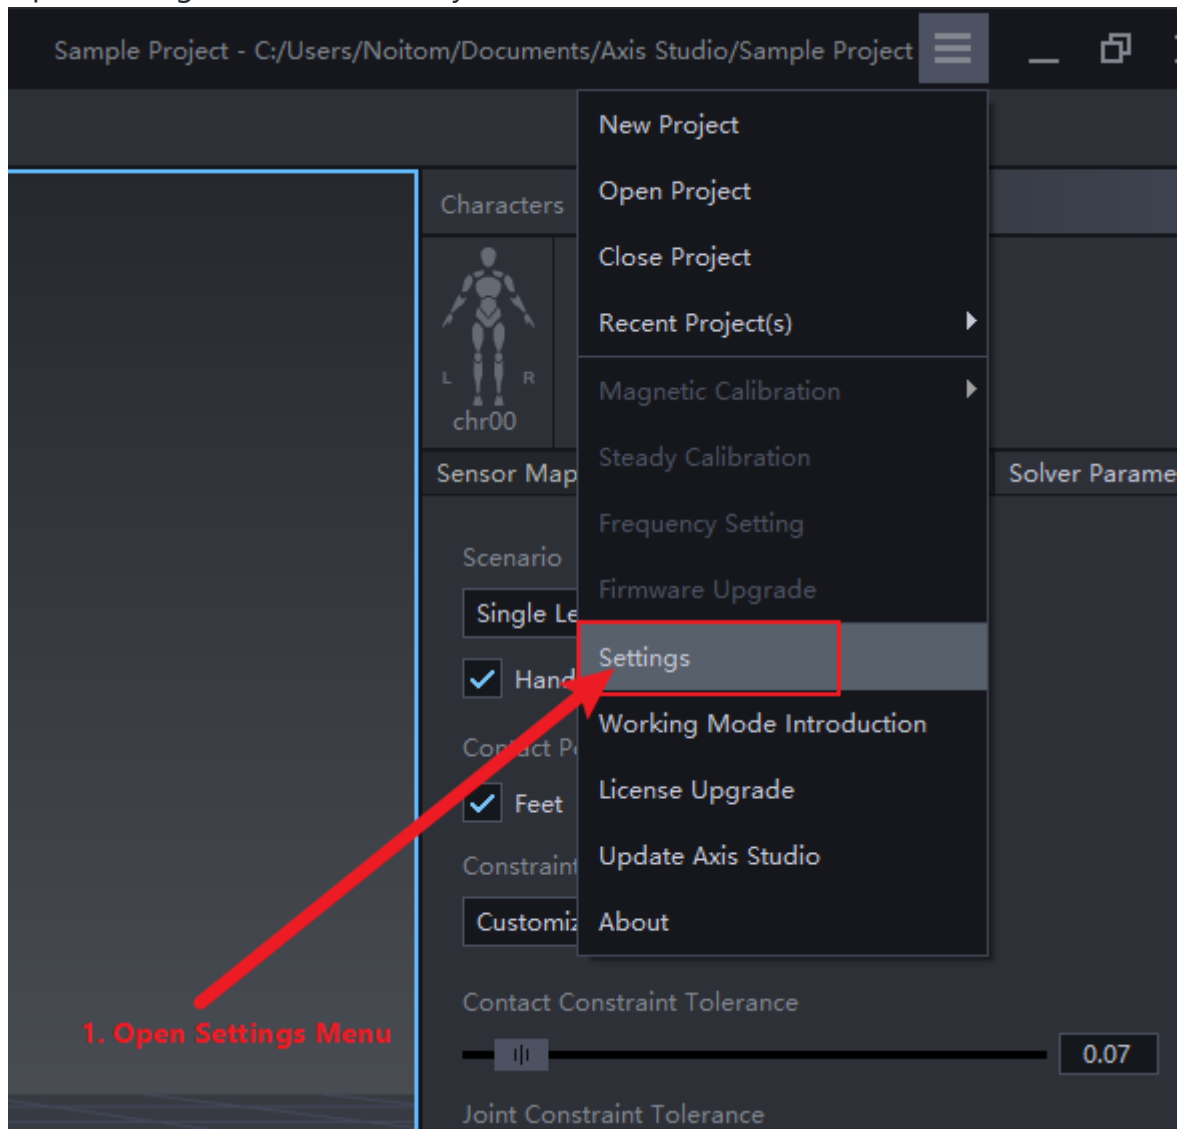 Sample Project - C:/Users/Noitom/Documents/Axis Studio/Sample Project
New Project
Open Project
Close Project
Recent Project(s)
Magnetic Calibration
Steady Calibration
Frequency Setting
Firmware Upgrade
Settings
Working Mode Introduction
License Upgrade
Update Axis Studio
About
Characters
L R
chr00
Sensor Map
Solver Parame
Scenario
Single Le
Hand
Contact P
Feet
Constraint
Customiz
Contact Constraint Tolerance
0.07
Joint Constraint Tolerance
1. Open Settings Menu